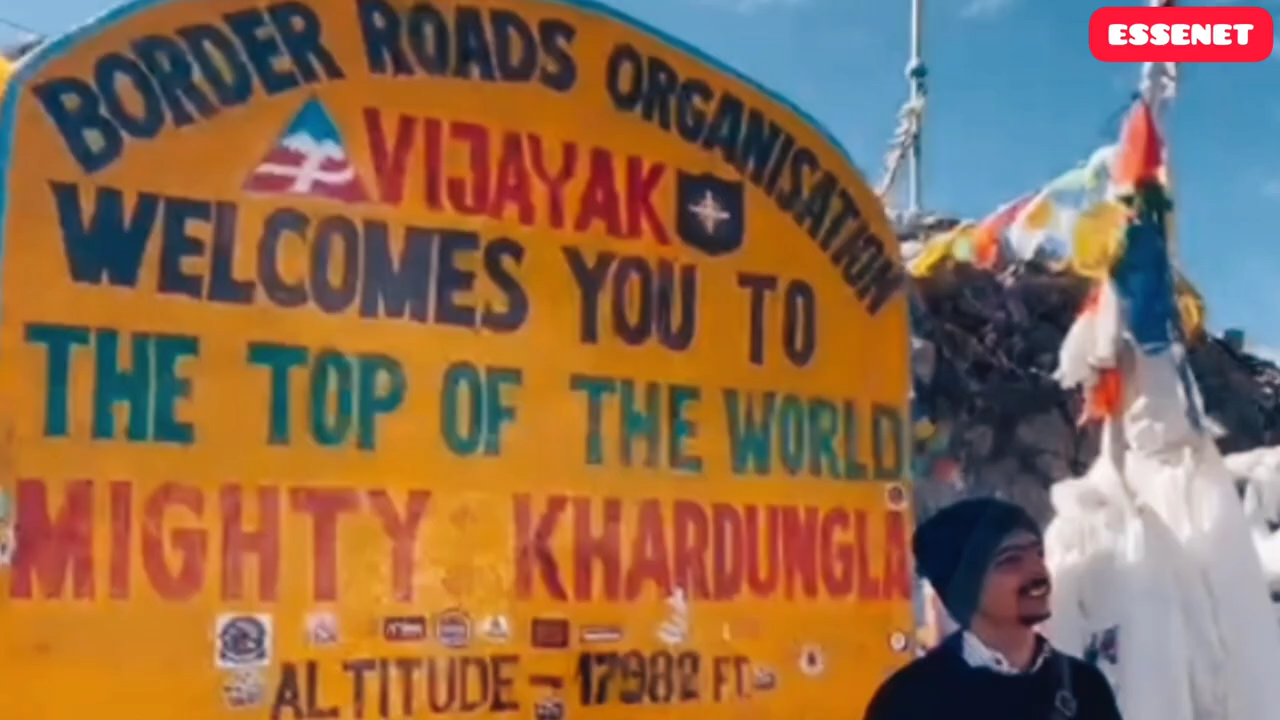 ESSENET
BORDER ROADS ORGANISATION
VIJAYAK
WELCOMES YOU TO
THE TOP OF THE WORLD
MIGHTY KHARDUNGLA
ALTITUDE - 17982 FT.